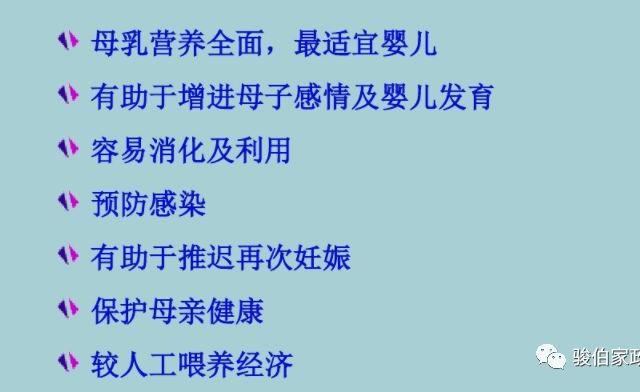 母乳营养全面，最适宜婴儿
有助于增进母子感情及婴儿发育
容易消化及利用
预防感染
有助于推迟再次妊娠
保护母亲健康
较人工喂养经济
骏伯家政